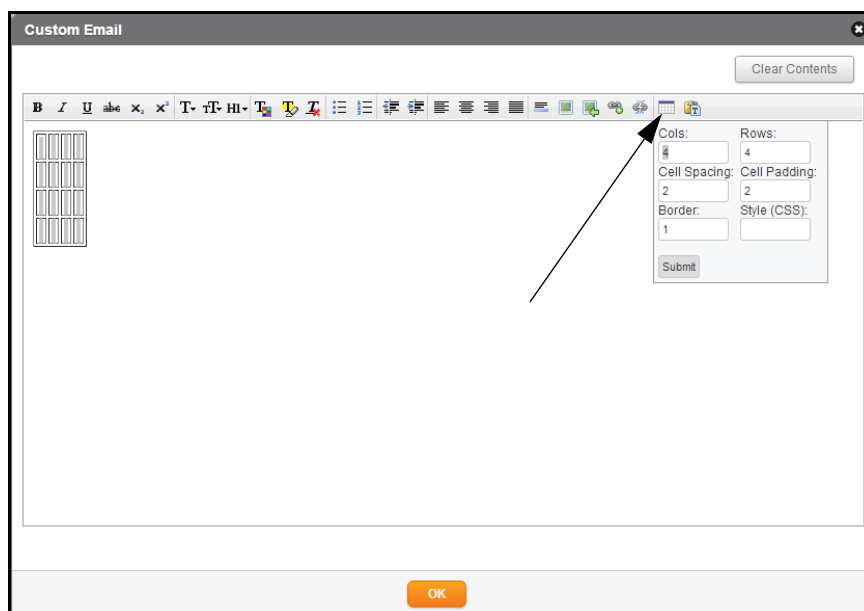 Custom Email
Clear Contents
B I U abc x₂ x² T T H1 T T T T
Cols: Rows:
4 4
Cell Spacing: Cell Padding:
2 2
Border: Style (CSS):
1
Submit
OK